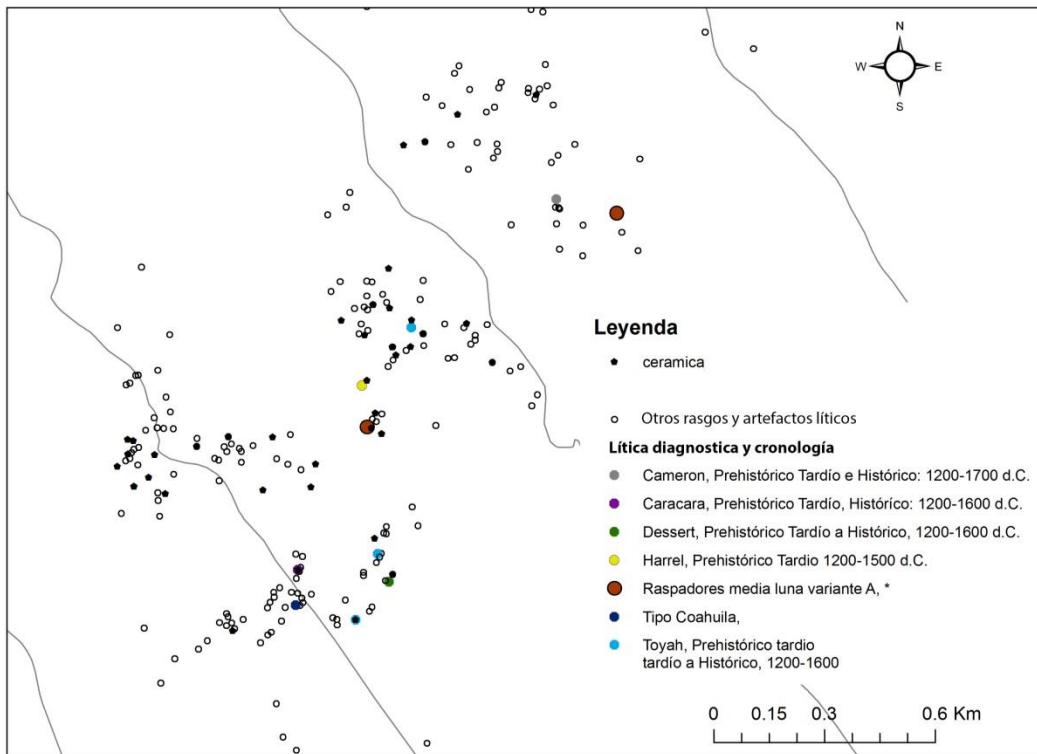 N
W E
S
Leyenda
ceramica
Otros rasgos y artefactos líticos
Lítica diagnostica y cronología
Cameron, Prehistórico Tardío e Histórico: 1200-1700 d.C.
Caracara, Prehistórico Tardío, Histórico: 1200-1600 d.C.
Dessert, Prehistórico Tardío a Histórico, 1200-1600 d.C.
Harrel, Prehistórico Tardio 1200-1500 d.C.
Raspadores media luna variante A, *
Tipo Coahuila,
Toyah, Prehistórico tardio
tardío a Histórico, 1200-1600
0 0.15 0.3 0.6 Km